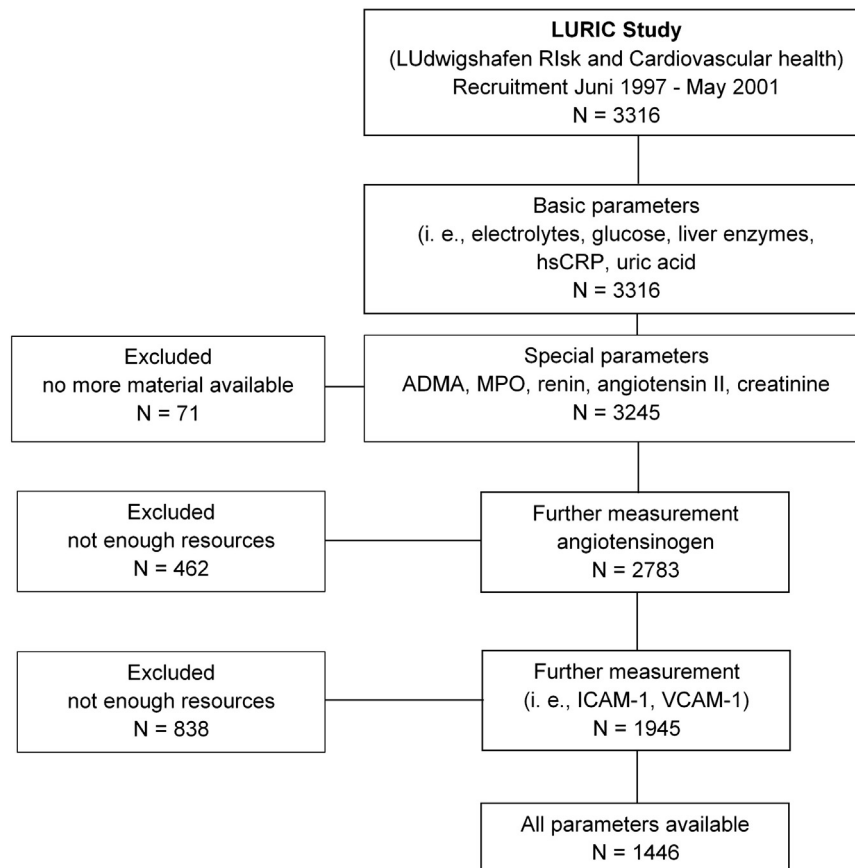 LURIC Study
(LUdwigshafen RIsk and Cardiovascular health)
Recruitment Juni 1997 - May 2001
N = 3316
Basic parameters
(i. e., electrolytes, glucose, liver enzymes,
hsCRP, uric acid
N = 3316
Excluded
no more material available
N = 71
Special parameters
ADMA, MPO, renin, angiotensin II, creatinine
N = 3245
Excluded
not enough resources
N = 462
Further measurement
angiotensinogen
N = 2783
Excluded
not enough resources
N = 838
Further measurement
(i. e., ICAM-1, VCAM-1)
N = 1945
All parameters available
N = 1446